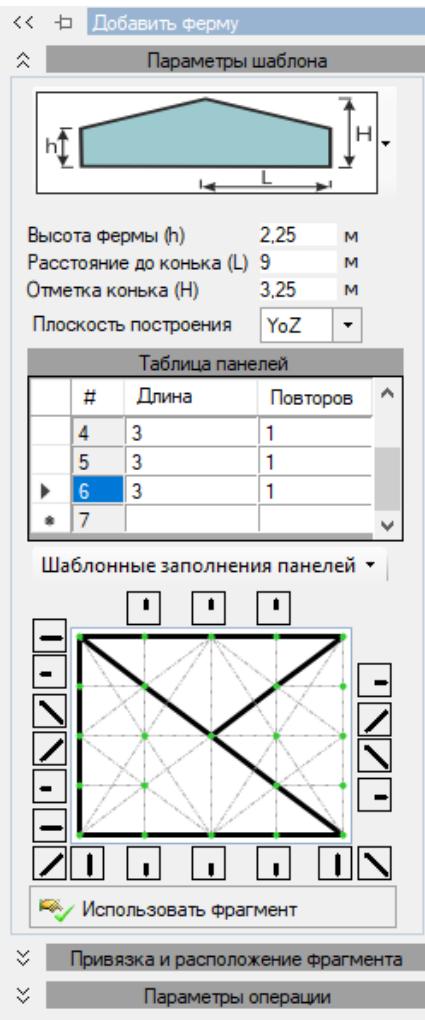 Добавить ферму
Параметры шаблона
h H
L
Высота фермы (h) 2,25 м
Расстояние до конька (L) 9 м
Отметка конька (H) 3,25 м
Плоскость построения YoZ
Таблица панелей
# Длина Повторов
4 3 1
5 3 1
6 3 1
7
Шаблонные заполнения панелей
Использовать фрагмент
Привязка и расположение фрагмента
Параметры операции